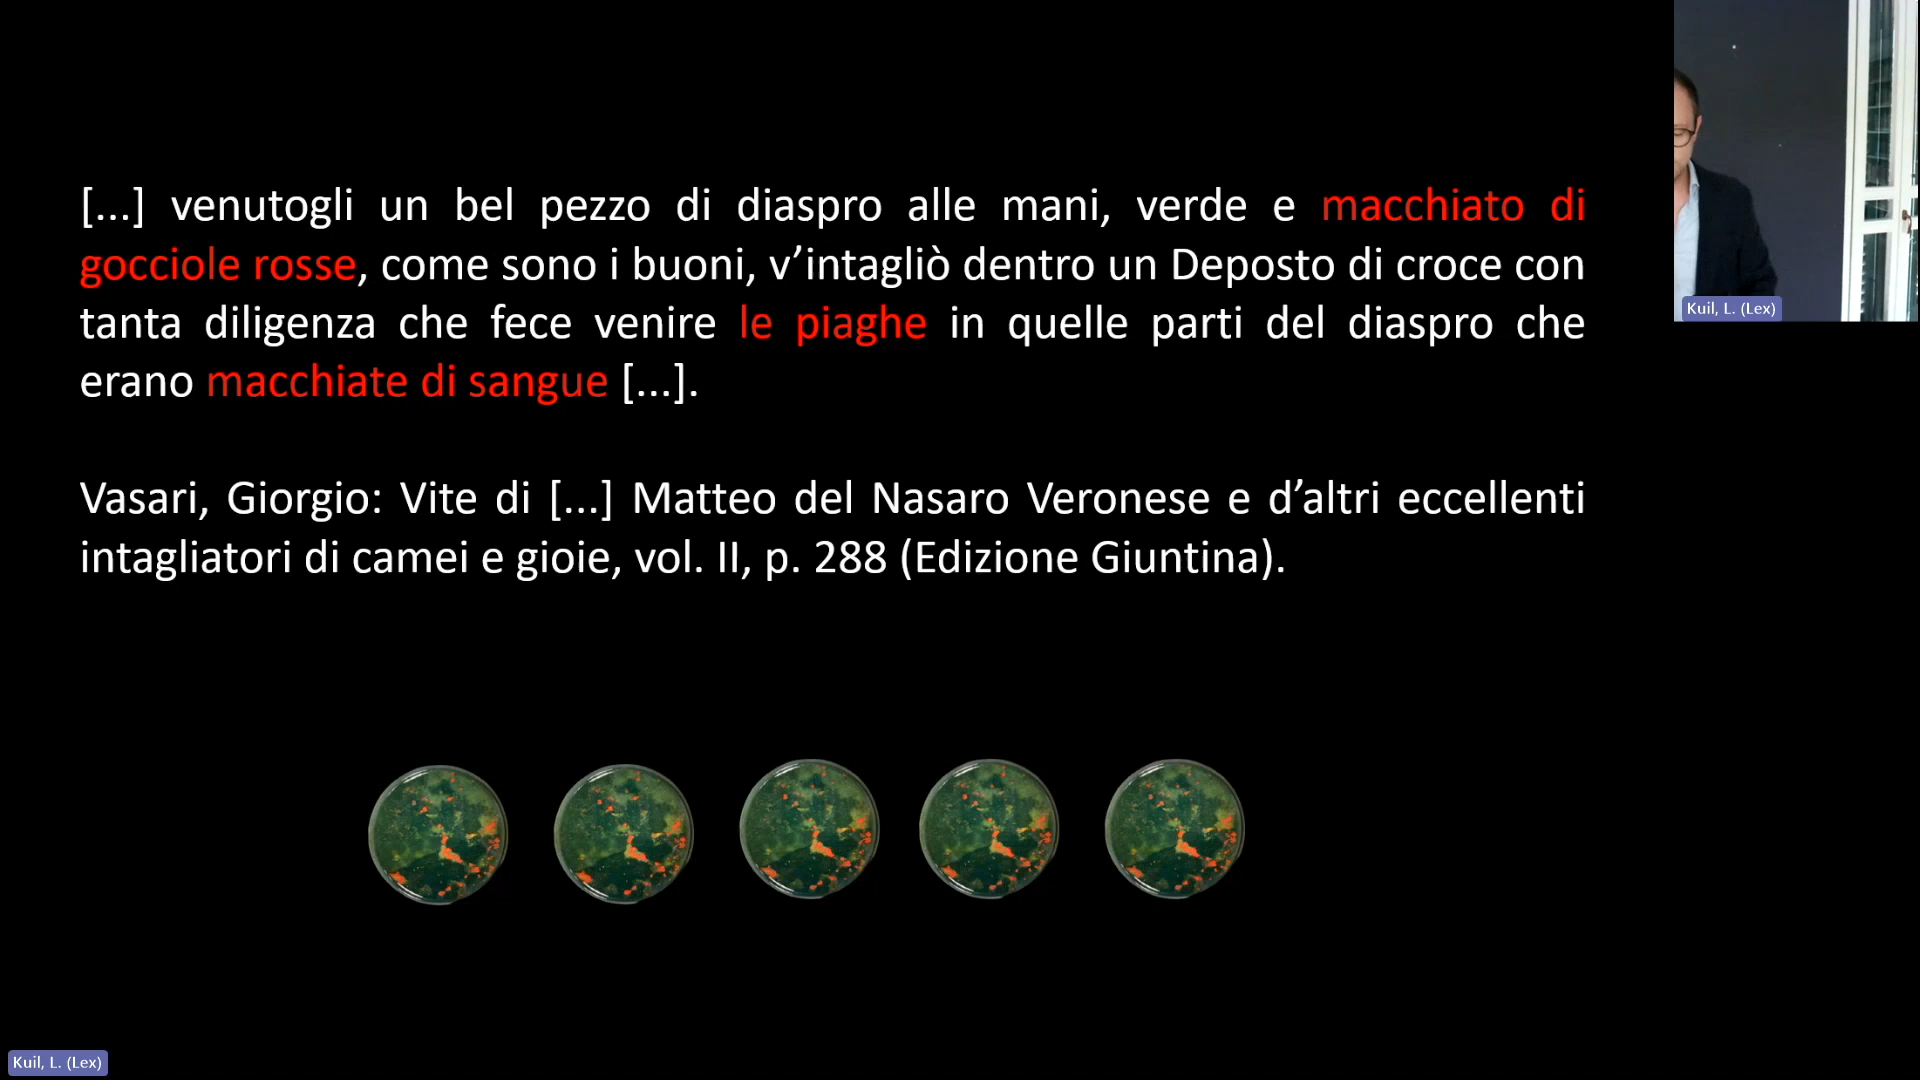 [...] venutogli un bel pezzo di diaspro alle mani, verde e macchiato di
gocciole rosse, come sono i buoni, v’intagliò dentro un Deposto di croce con
tanta diligenza che fece venire le piaghe in quelle parti del diaspro che
erano macchiate di sangue [...].
Vasari, Giorgio: Vite di [...] Matteo del Nasaro Veronese e d’altri eccellenti
intagliatori di camei e gioie, vol. II, p. 288 (Edizione Giuntina).
Kuil, L. (Lex)
Kuil, L. (Lex)